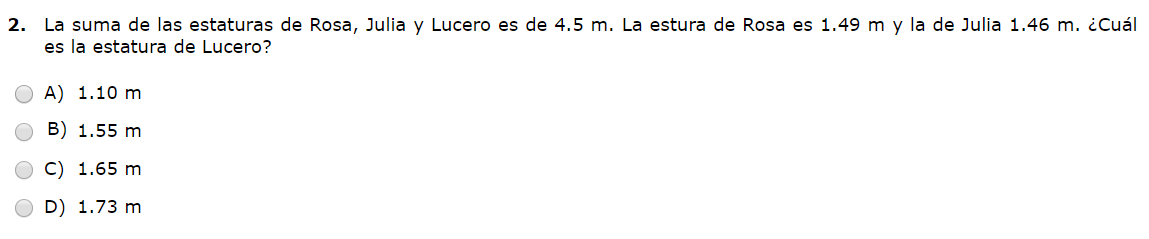 2. La suma de las estaturas de Rosa, Julia y Lucero es de 4.5 m. La estura de Rosa es 1.49 m y la de Julia 1.46 m. ¿Cuál
es la estatura de Lucero?
A) 1.10 m
B) 1.55 m
C) 1.65 m
D) 1.73 m